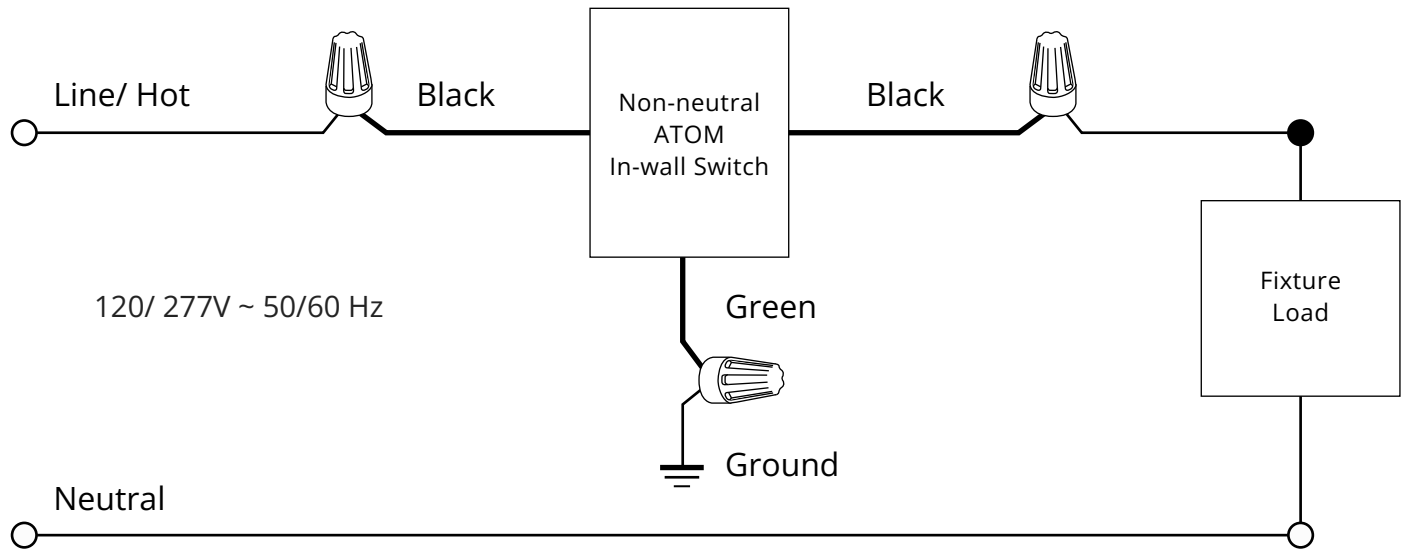 Line/ Hot
Black
Non-neutral
ATOM
In-wall Switch
Black
Fixture
Load
120/ 277V ~ 50/60 Hz
Green
Ground
Neutral